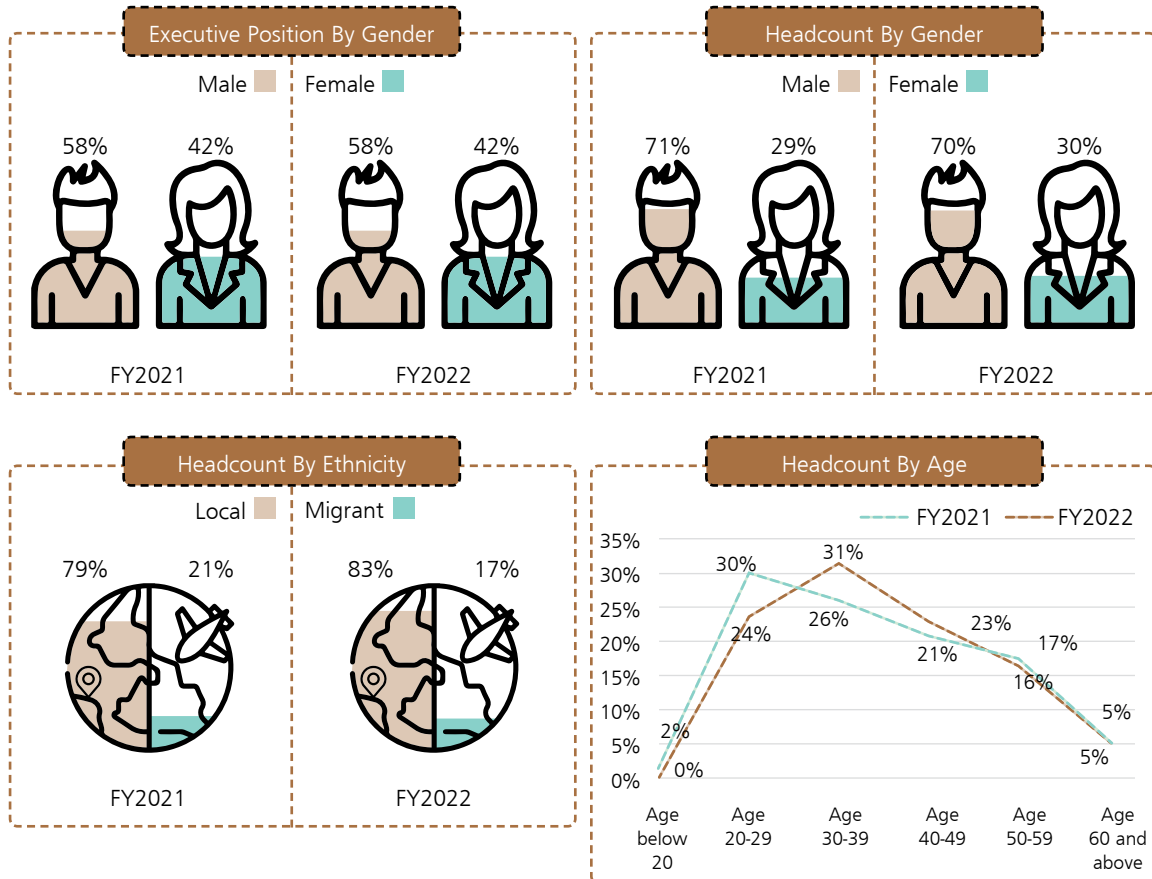 Executive Position By Gender
Male
Female
58%
42%
58%
42%
FY2021
FY2022
Headcount By Gender
Male
Female
71%
29%
70%
30%
FY2021
FY2022
Headcount By Ethnicity
Local
Migrant
79%
21%
83%
17%
FY2021
FY2022
Headcount By Age
FY2021
FY2022
35%
30%
25%
20%
15%
10%
5%
0%
31%
30%
26%
24%
23%
21%
17%
16%
5%
2%
5%
0%
Age
below
20
Age
20-29
Age
30-39
Age
40-49
Age
50-59
Age
60 and
above